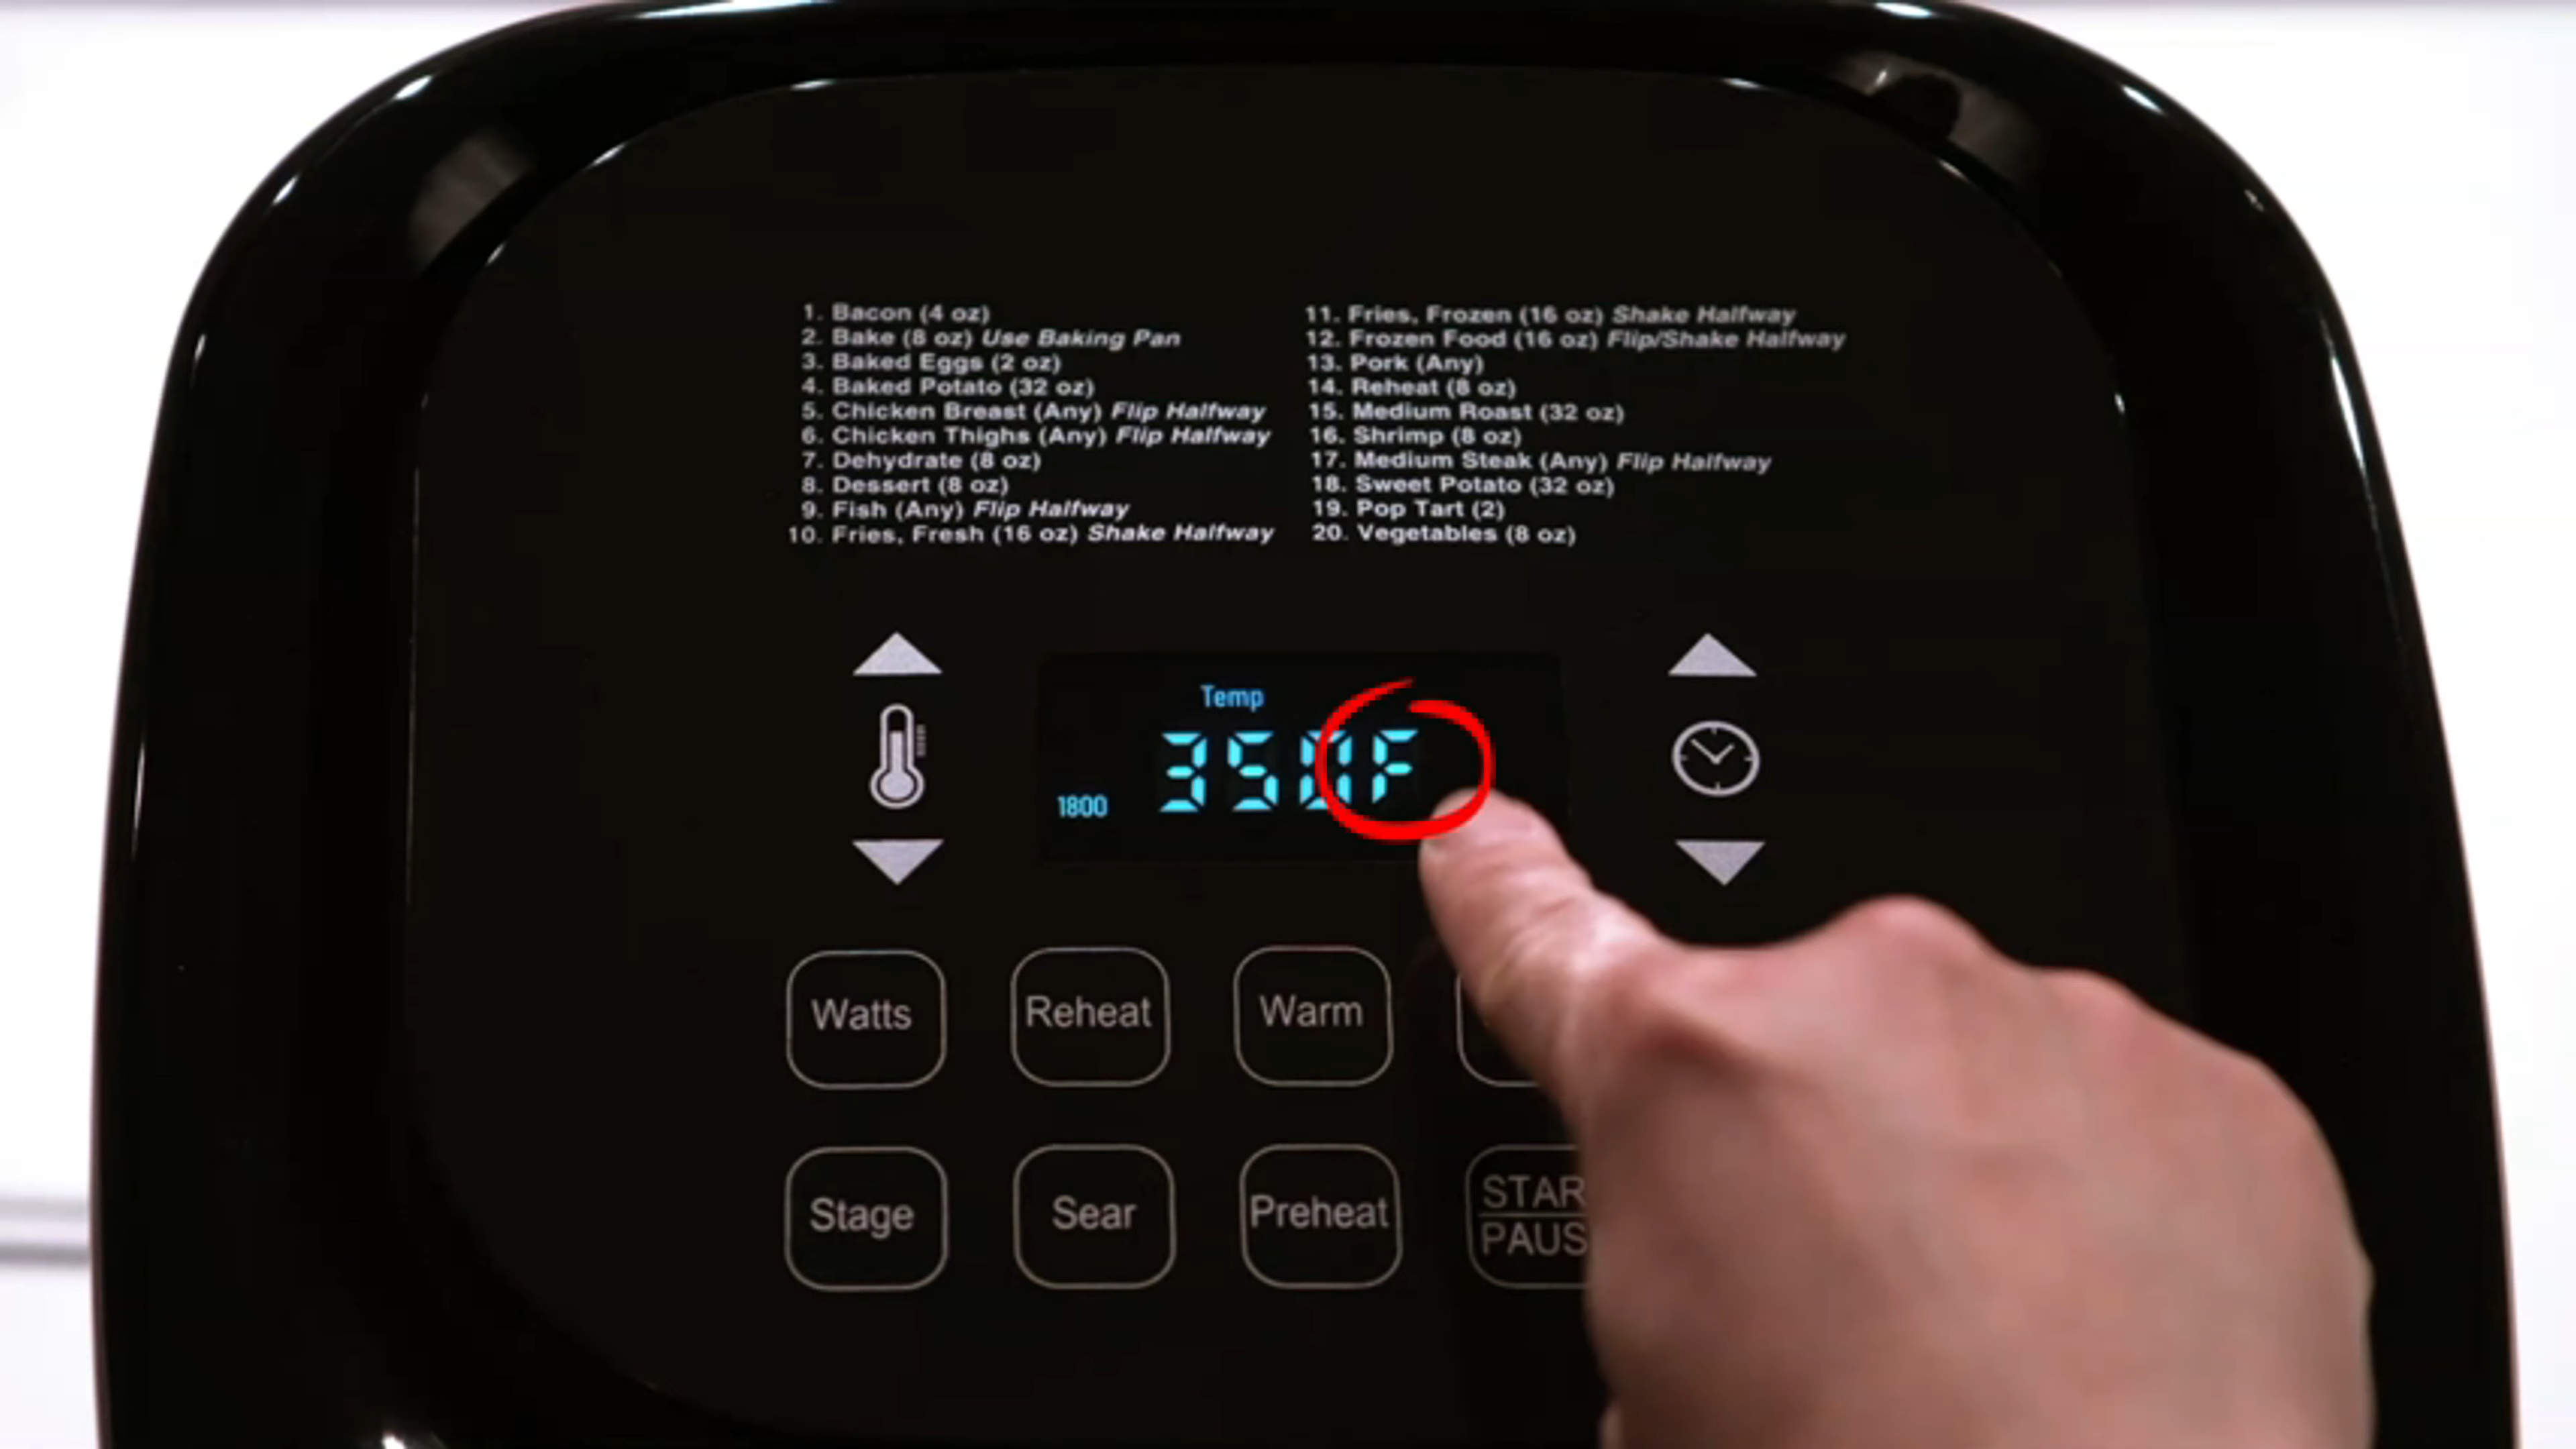 1. Bacon (4 oz)
2. Bake (8 oz) Use Baking Pan
3. Baked Eggs (2 oz)
4. Baked Potato (32 oz)
5. Chicken Breast (Any) Flip Halfway
6. Chicken Thighs (Any) Flip Halfway
7. Dehydrate (8 oz)
8. Dessert (8 oz)
9. Fish (Any) Flip Halfway
10. Fries, Fresh (16 oz) Shake Halfway
11. Fries, Frozen (16 oz) Shake Halfway
12. Frozen Food (16 oz) Flip/Shake Halfway
13. Pork (Any)
14. Reheat (8 oz)
15. Medium Roast (32 oz)
16. Shrimp (8 oz)
17. Medium Steak (Any) Flip Halfway
18. Sweet Potato (32 oz)
19. Pop Tart (2)
20. Vegetables (8 oz)
Temp
350F
1800
Watts
Reheat
Warm
Stage
Sear
Preheat
STAR
PAUS